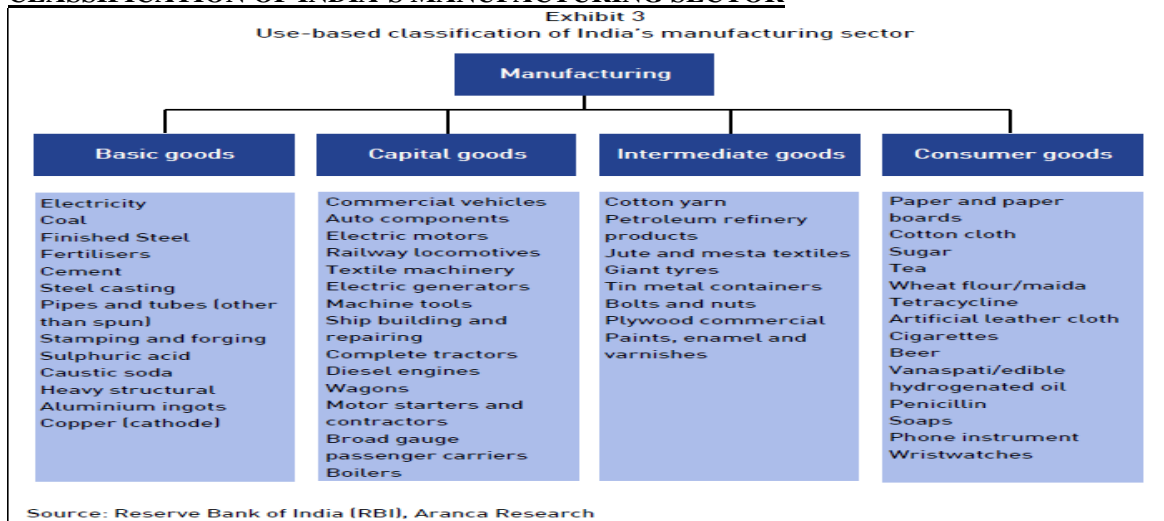 CLASSIFICATION OF INDIA'S MANUFACTURING SECTOR
Exhibit 3
Use-based classification of India's manufacturing sector
Manufacturing
Basic goods
Electricity
Coal
Finished Steel
Fertilisers
Cement
Steel casting
Pipes and tubes (other
than spun)
Stamping and forging
Sulphuric acid
Caustic soda
Heavy structural
Aluminium ingots
Copper (cathode)
Capital goods
Commercial vehicles
Auto components
Electric motors
Railway locomotives
Textile machinery
Electric generators
Machine tools
Ship building and
repairing
Complete tractors
Diesel engines
Wagons
Motor starters and
contractors
Broad gauge
passenger carriers
Boilers
Intermediate goods
Cotton yarn
Petroleum refinery
products
Jute and mesta textiles
Giant tyres
Tin metal containers
Bolts and nuts
Plywood commercial
Paints, enamel and
varnishes
Consumer goods
Paper and paper
boards
Cotton cloth
Sugar
Tea
Wheat flour/maida
Tetracycline
Artificial leather cloth
Cigarettes
Beer
Vanaspati/edible
hydrogenated oil
Penicillin
Soaps
Phone instrument
Wristwatches
Source: Reserve Bank of India (RBI), Aranca Research